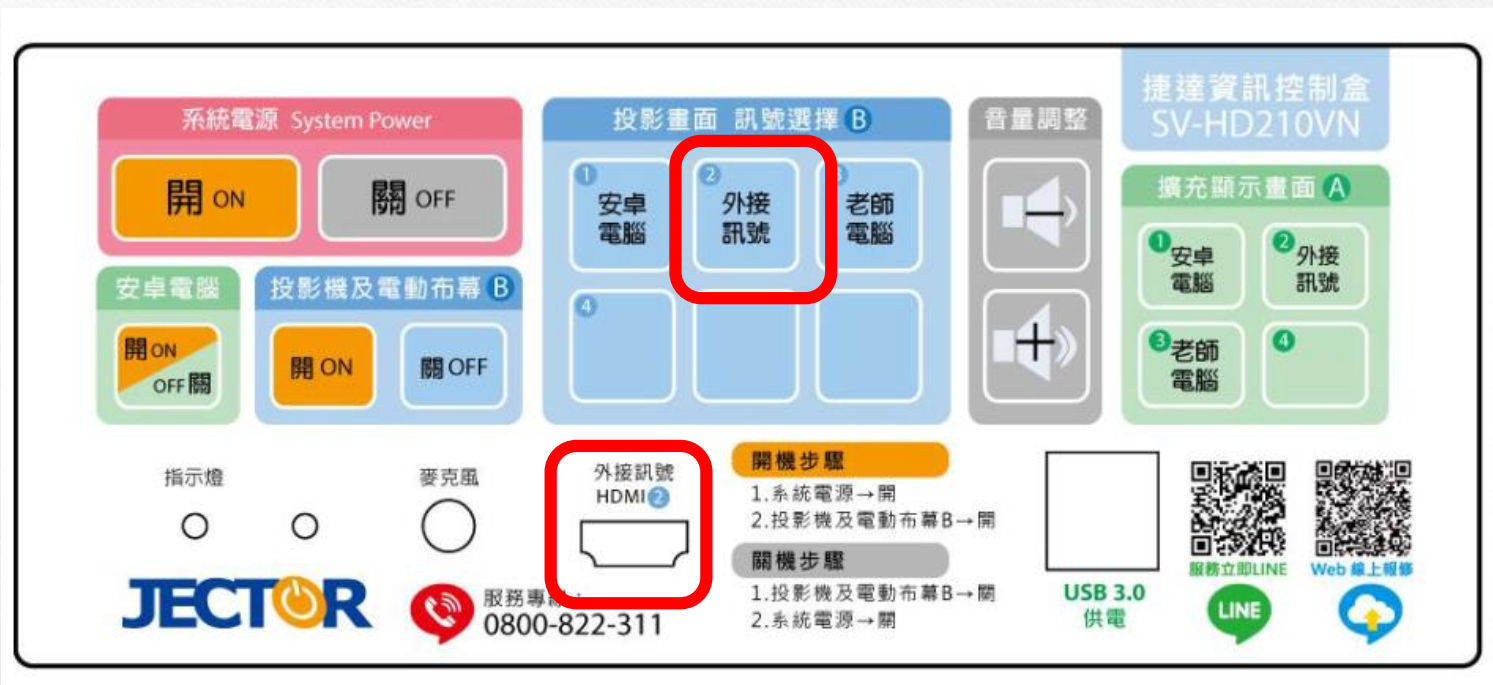 系統電源 System Power
開 ON
關 OFF
安卓電腦
開 ON
OFF 關
投影機及電動布幕 B
開 ON
關 OFF
投影畫面 訊號選擇 B
1
安卓
電腦
2
外接
訊號
3
老師
電腦
4
音量調整
捷達資訊控制盒
SV-HD210VN
擴充顯示畫面 A
1
安卓
電腦
2
外接
訊號
3
老師
電腦
4
指示燈
麥克風
外接訊號
HDMI 2
開機步驟
1.系統電源→開
2.投影機及電動布幕B→開
關機步驟
1.投影機及電動布幕B→關
2.系統電源→關
JECTOR
服務專線：
0800-822-311
USB 3.0
供電
服務立即LINE
LINE
Web 線上報修